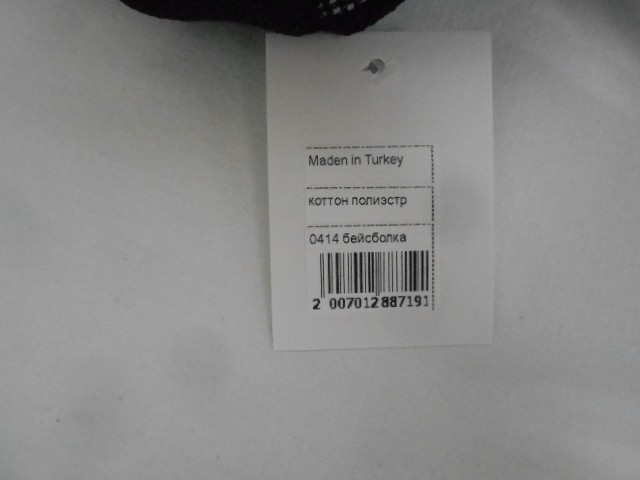 Maden in Turkey
коттон полиэстр
0414 бейсболка
2 007012 887191